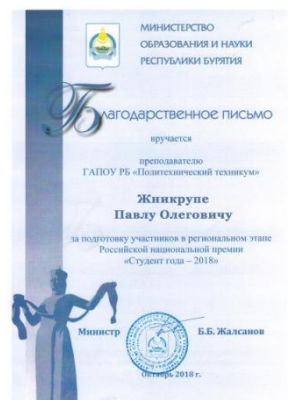 МИНИСТЕРСТВО
ОБРАЗОВАНИЯ И НАУКИ
РЕСПУБЛИКИ БУРЯТИЯ
Благодарственное письмо
вручается
преподавателю
ГАПОУ РБ «Политехнический техникум»
Жникрупе
Павлу Олеговичу
за подготовку участников в региональном этапе
Российской национальной премии
«Студент года – 2018»
Министр Б.Б. Жалсанов
Октябрь 2018 г.